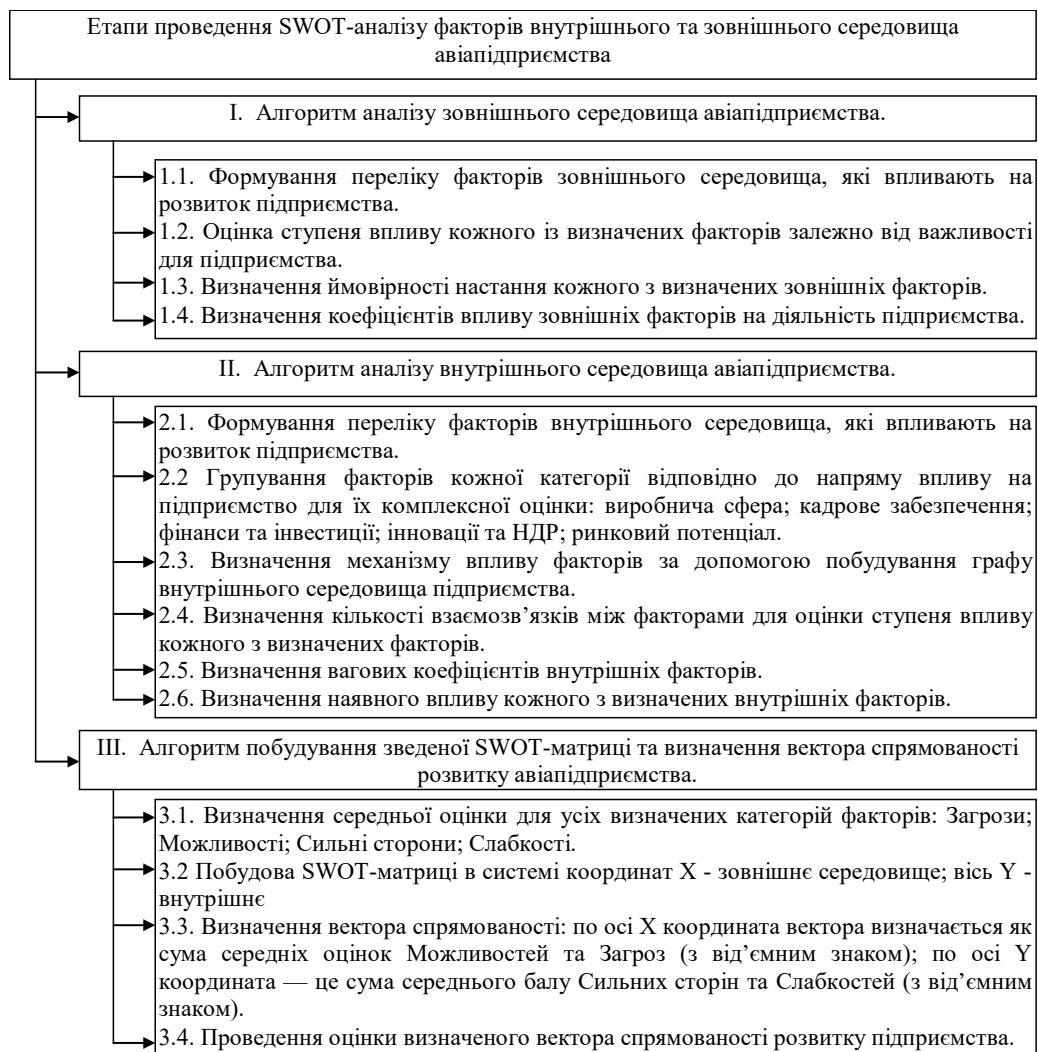 Етапи проведення SWOT-аналізу факторів внутрішнього та зовнішнього середовища
авіапідприємства
I. Алгоритм аналізу зовнішнього середовища авіапідприємства.
1.1. Формування переліку факторів зовнішнього середовища, які впливають на
розвиток підприємства.
1.2. Оцінка ступеня впливу кожного із визначених факторів залежно від важливості
для підприємства.
1.3. Визначення ймовірності настання кожного з визначених зовнішніх факторів.
1.4. Визначення коефіцієнтів впливу зовнішніх факторів на діяльність підприємства.
II. Алгоритм аналізу внутрішнього середовища авіапідприємства.
2.1. Формування переліку факторів внутрішнього середовища, які впливають на
розвиток підприємства.
2.2 Групування факторів кожної категорії відповідно до напряму впливу на
підприємство для їх комплексної оцінки: виробнича сфера; кадрове забезпечення;
фінанси та інвестиції; інновації та НДР; ринковий потенціал.
2.3. Визначення механізму впливу факторів за допомогою побудування графу
внутрішнього середовища підприємства.
2.4. Визначення кількості взаємозв’язків між факторами для оцінки ступеня впливу
кожного з визначених факторів.
2.5. Визначення вагових коефіцієнтів внутрішніх факторів.
2.6. Визначення наявного впливу кожного з визначених внутрішніх факторів.
III. Алгоритм побудування зведеної SWOT-матриці та визначення вектора спрямованості
розвитку авіапідприємства.
3.1. Визначення середньої оцінки для усіх визначених категорій факторів: Загрози;
Можливості; Сильні сторони; Слабкості.
3.2 Побудова SWOT-матриці в системі координат X - зовнішнє середовище; вісь Y -
внутрішнє
3.3. Визначення вектора спрямованості: по осі X координата вектора визначається як
сума середніх оцінок Можливостей та Загроз (з від’ємним знаком); по осі Y
координата — це сума середнього балу Сильних сторін та Слабкостей (з від’ємним
знаком).
3.4. Проведення оцінки визначеного вектора спрямованості розвитку підприємства.